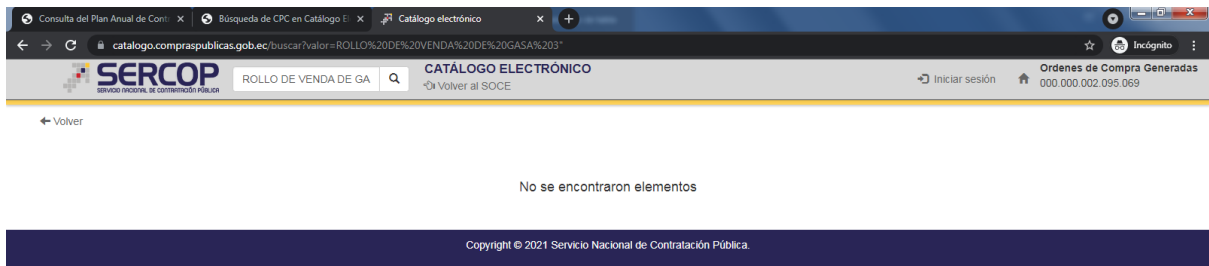 Consulta del Plan Anual de Cont
Búsqueda de CPC en Catálogo El
Catálogo electrónico
catalogo.compraspublicas.gob.ec/buscar?valor=ROLLO%20DE%20VENDA%20DE%20GASA%203"
Incógnito
SERCOP
SERVICIO NACIONAL DE CONTRATACIÓN PÚBLICA
ROLLO DE VENDA DE GA
CATÁLOGO ELECTRÓNICO
Volver al SOCE
Iniciar sesión
Ordenes de Compra Generadas
000.000.002.095.069
Volver
No se encontraron elementos
Copyright © 2021 Servicio Nacional de Contratación Pública.